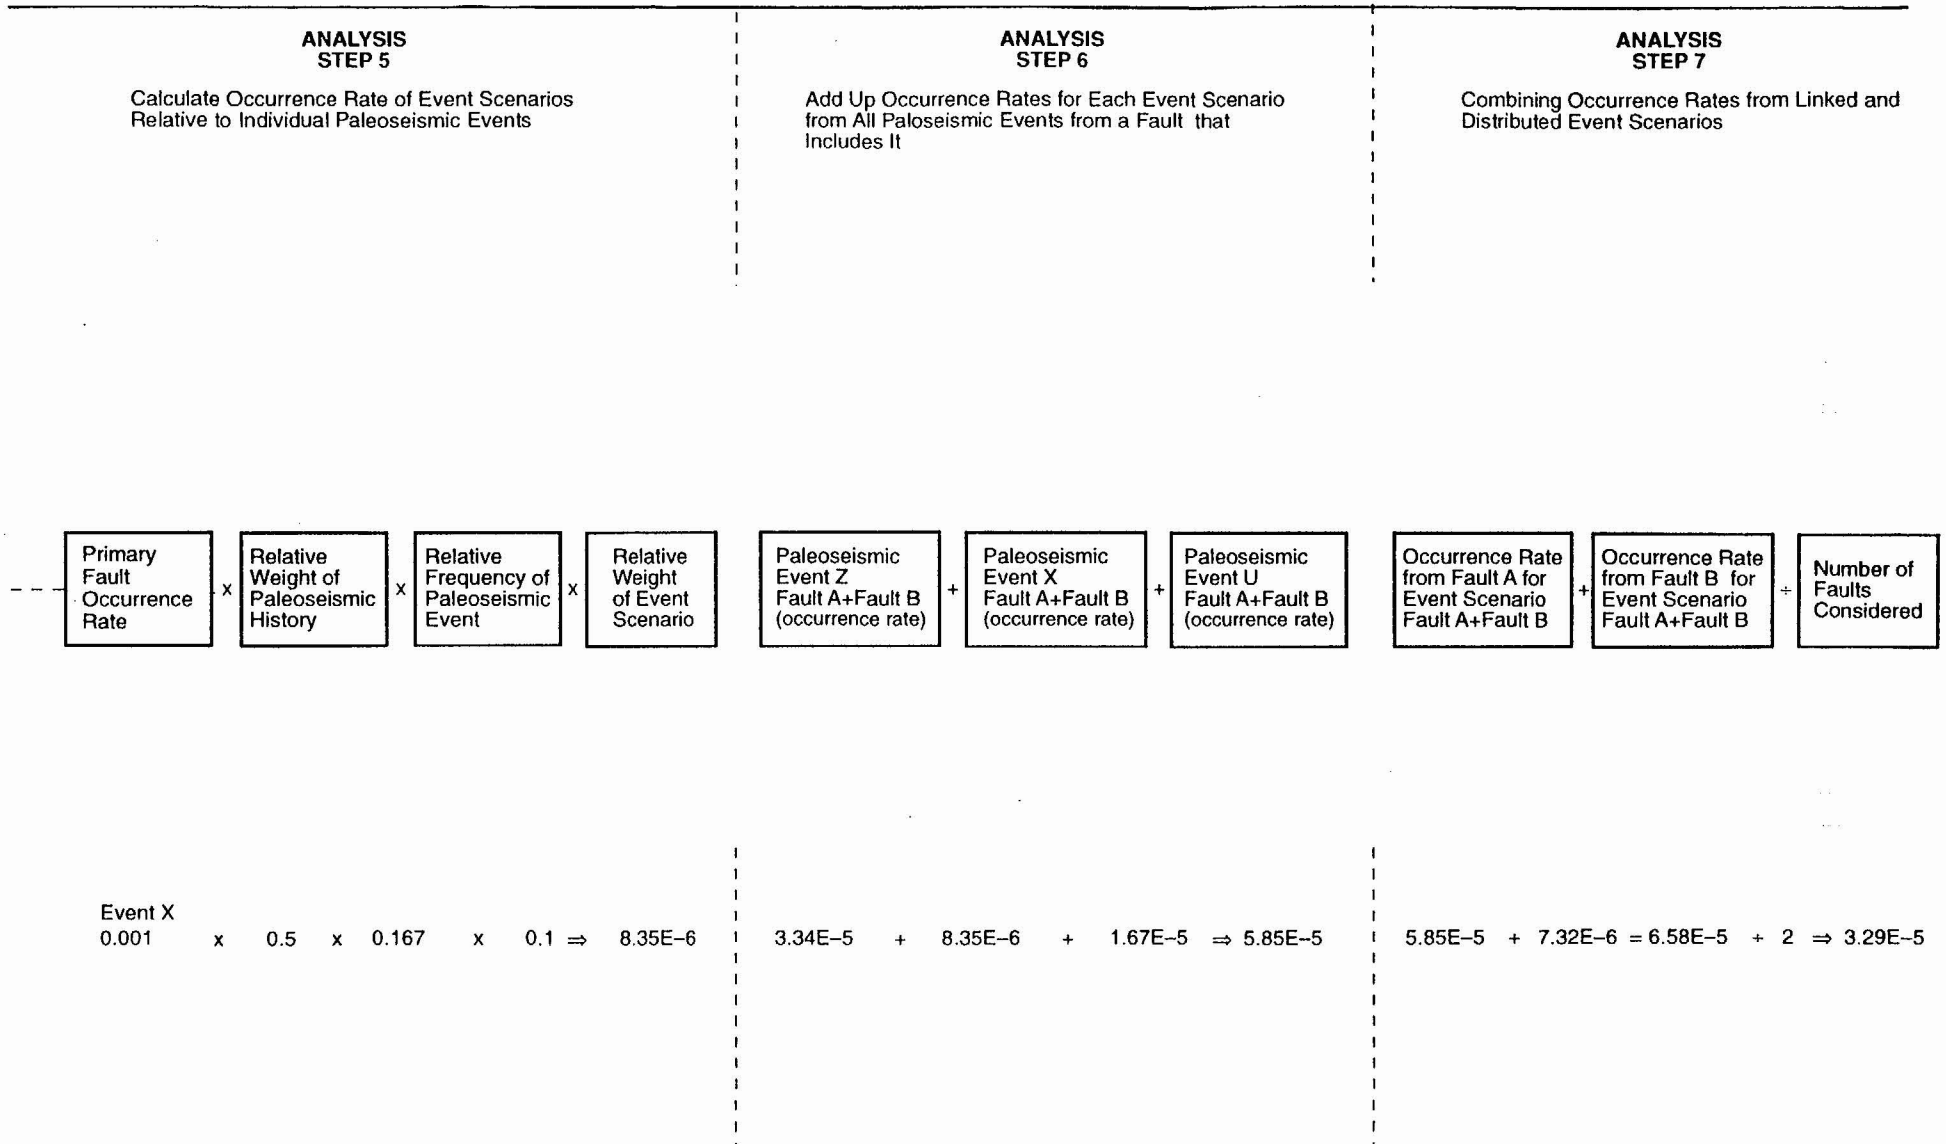 ANALYSIS
STEP 5
Calculate Occurrence Rate of Event Scenarios
Relative to Individual Paleoseismic Events
ANALYSIS
STEP 6
Add Up Occurrence Rates for Each Event Scenario
from All Paloseismic Events from a Fault that
Includes It
ANALYSIS
STEP 7
Combining Occurrence Rates from Linked and
Distributed Event Scenarios
Primary
Fault
Occurrence
Rate
x
Relative
Weight of
Paleoseismic
History
x
Relative
Frequency of
Paleoseismic
Event
x
Relative
Weight
of Event
Scenario
Paleoseismic
Event Z
Fault A+Fault B
(occurrence rate)
+
Paleoseismic
Event X
Fault A+Fault B
(occurrence rate)
+
Paleoseismic
Event U
Fault A+Fault B
(occurrence rate)
Occurrence Rate
from Fault A for
Event Scenario
Fault A+Fault B
+
Occurrence Rate
from Fault B for
Event Scenario
Fault A+Fault B
÷
Number of
Faults
Considered
Event X
0.001 x 0.5 x 0.167 x 0.1 ⇒ 8.35E–6
3.34E–5 + 8.35E–6 + 1.67E–5 ⇒ 5.85E–5
5.85E–5 + 7.32E–6 = 6.58E–5 ÷ 2 ⇒ 3.29E–5